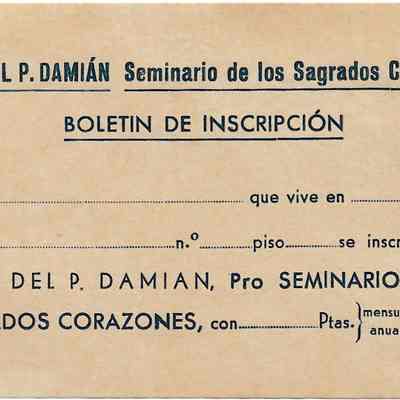 L P. DAMIÁN Seminario de los Sagrados C
BOLETIN DE INSCRIPCIÓN
que vive en
n.º piso se inscr
DEL P. DAMIAN, Pro SEMINARIO
DOS CORAZONES, con Ptas. } mensu
anua